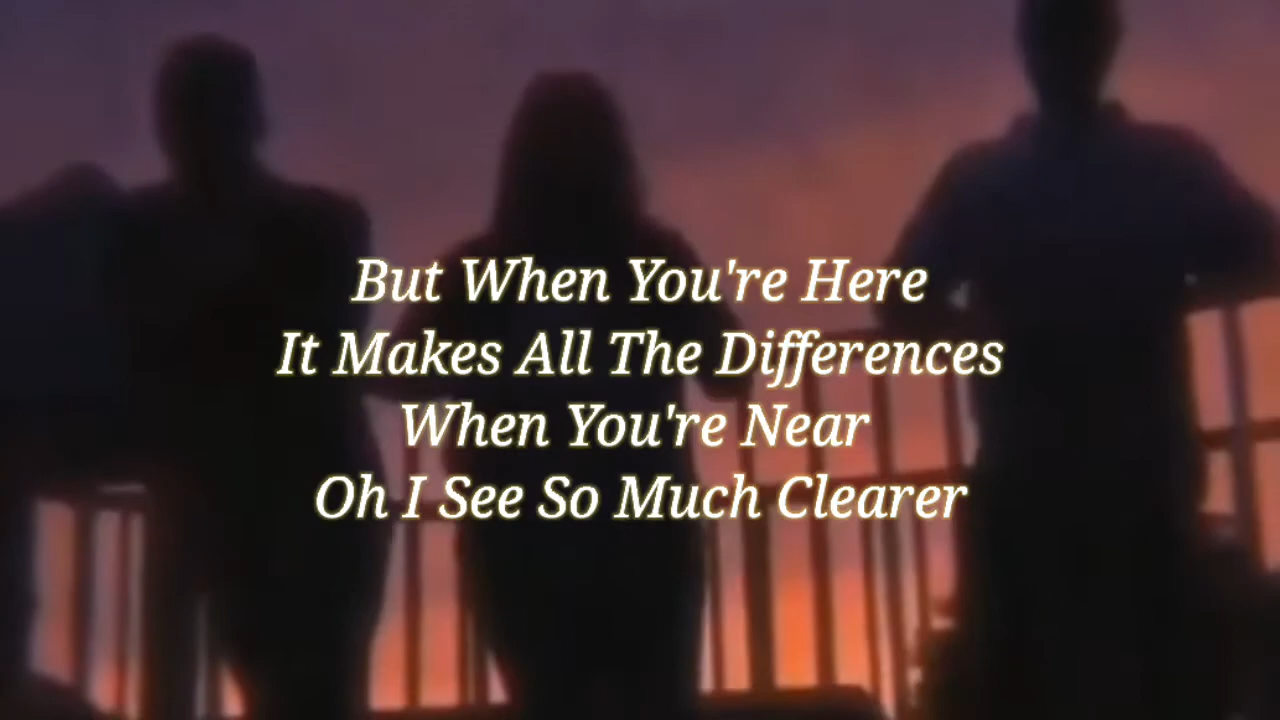 But When You're Here
It Makes All The Differences
When You're Near
Oh I See So Much Clearer